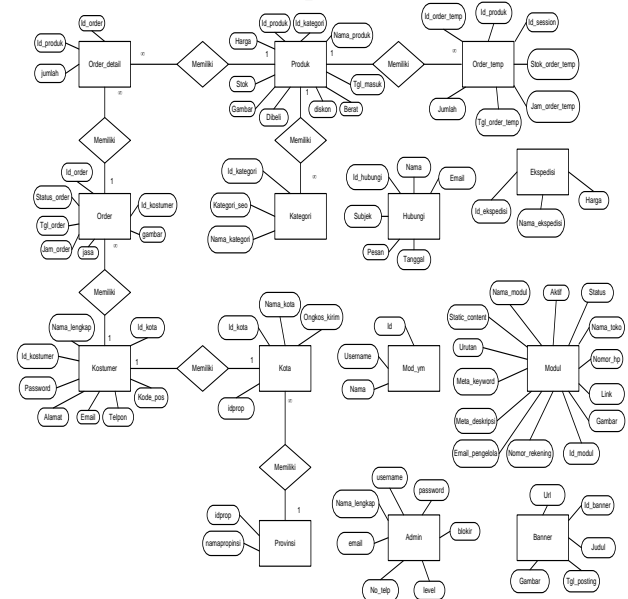 Id_order
Id_produk
jumlah
Order_detail
∞
Memiliki
1
Id_produk
Id_kategori
Nama_produk
Harga
Produk
Stok
Gambar
Dibeli
diskon
Berat
Tgl_masuk
1
1
Memiliki
∞
Id_order_temp
Id_produk
Id_session
Order_temp
Stok_order_temp
Jam_order_temp
Jumlah
Tgl_order_temp
∞
Memiliki
1
Memiliki
∞
Id_order
Status_order
Tgl_order
Jam_order
jasa
Order
Id_kostumer
gambar
Id_kategori
Kategori_seo
Nama_kategori
Kategori
Id_hubungi
Nama
Email
Subjek
Hubungi
Pesan
Tanggal
Ekspedisi
Id_ekspedisi
Nama_ekspedisi
Harga
∞
Memiliki
1
Nama_lengkap
Id_kota
Id_kostumer
Kostumer
Password
Alamat
Email
Telpon
Kode_pos
1
Memiliki
1
Nama_kota
Id_kota
Ongkos_kirim
Kota
idprop
∞
Memiliki
1
idprop
namapropinsi
Provinsi
Id
Username
Nama
Mod_ym
Nama_modul
Aktif
Status
Static_content
Nama_toko
Urutan
Nomor_hp
Modul
Meta_keyword
Link
Meta_deskripsi
Gambar
Email_pengelola
Nomor_rekening
Id_modul
username
password
Nama_lengkap
Admin
blokir
email
No_telp
level
Url
Id_banner
Banner
Judul
Gambar
Tgl_posting